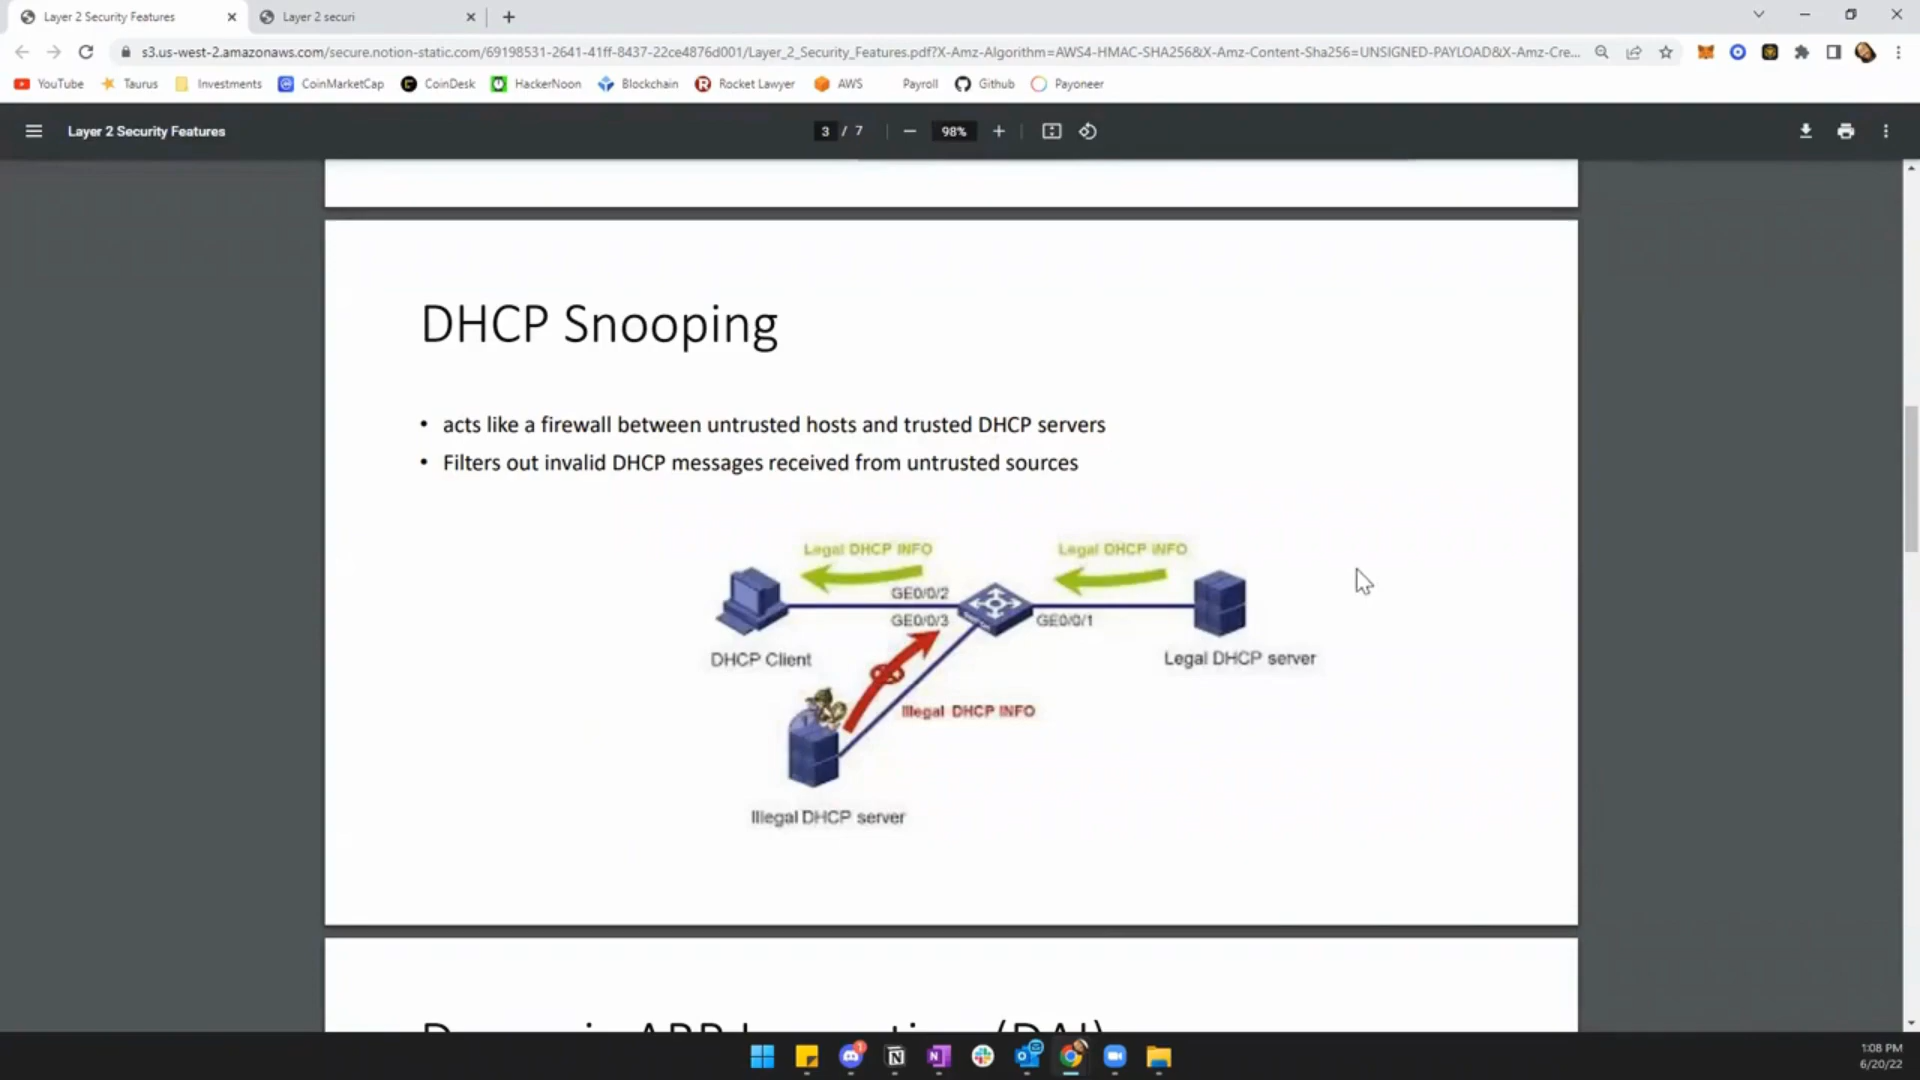 Layer 2 Security Features
Layer 2 securi
s3.us-west-2.amazonaws.com/secure.notion-static.com/69198531-2641-41ff-8437-22ce4876d001/Layer_2_Security_Features.pdf?X-Amz-Algorithm=AWS4-HMAC-SHA256&X-Amz-Content-Sha256=UNSIGNED-PAYLOAD&X-Amz-Cre...
YouTube Taurus Investments CoinMarketCap CoinDesk HackerNoon Blockchain Rocket Lawyer AWS Payroll Github Payoneer
Layer 2 Security Features 3 / 7 98%
DHCP Snooping
• acts like a firewall between untrusted hosts and trusted DHCP servers
• Filters out invalid DHCP messages received from untrusted sources
Legal DHCP INFO Legal DHCP INFO
GE0/0/2
GE0/0/3 GE0/0/1
DHCP Client Legal DHCP server
Illegal DHCP INFO
Illegal DHCP server
1:08 PM
6/20/22